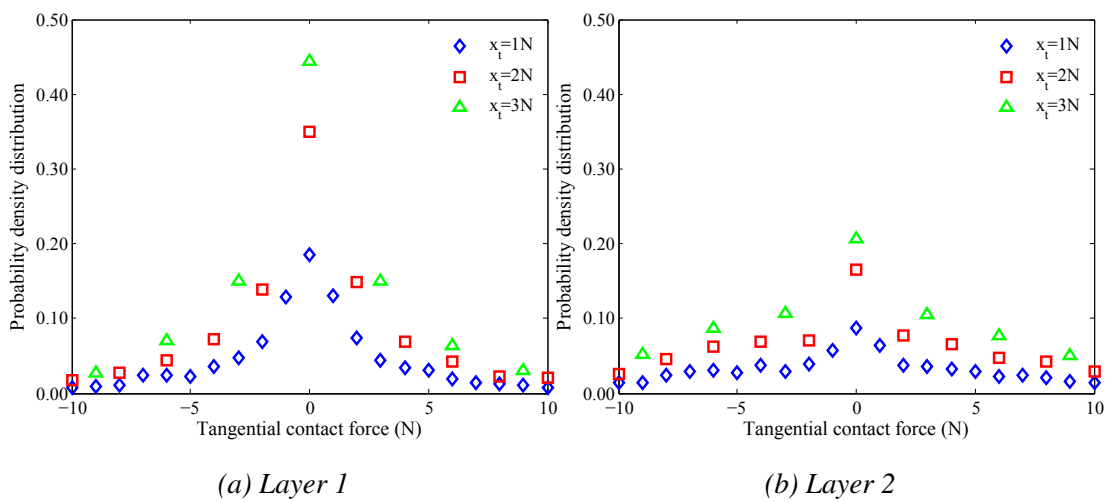 0.50
0.40
0.30
0.20
0.10
0.00
Probability density distribution
x_t=1N
x_t=2N
x_t=3N
−10
−5
0
5
10
Tangential contact force (N)
(a) Layer 1
0.50
0.40
0.30
0.20
0.10
0.00
Probability density distribution
x_t=1N
x_t=2N
x_t=3N
−10
−5
0
5
10
Tangential contact force (N)
(b) Layer 2